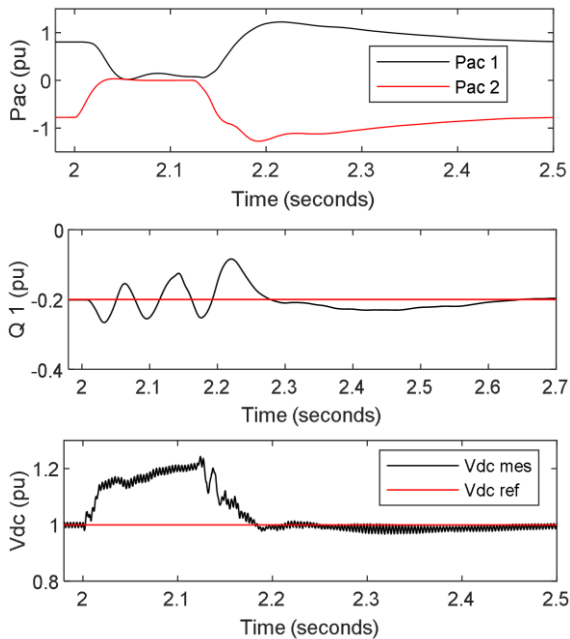 Pac (pu)
1
0
-1
Pac 1
Pac 2
2 2.1 2.2 2.3 2.4 2.5
Time (seconds)
Q 1 (pu)
0
-0.2
-0.4
2 2.1 2.2 2.3 2.4 2.5 2.6 2.7
Time (seconds)
Vdc (pu)
1.2
1
0.8
Vdc mes
Vdc ref
2 2.1 2.2 2.3 2.4 2.5
Time (seconds)